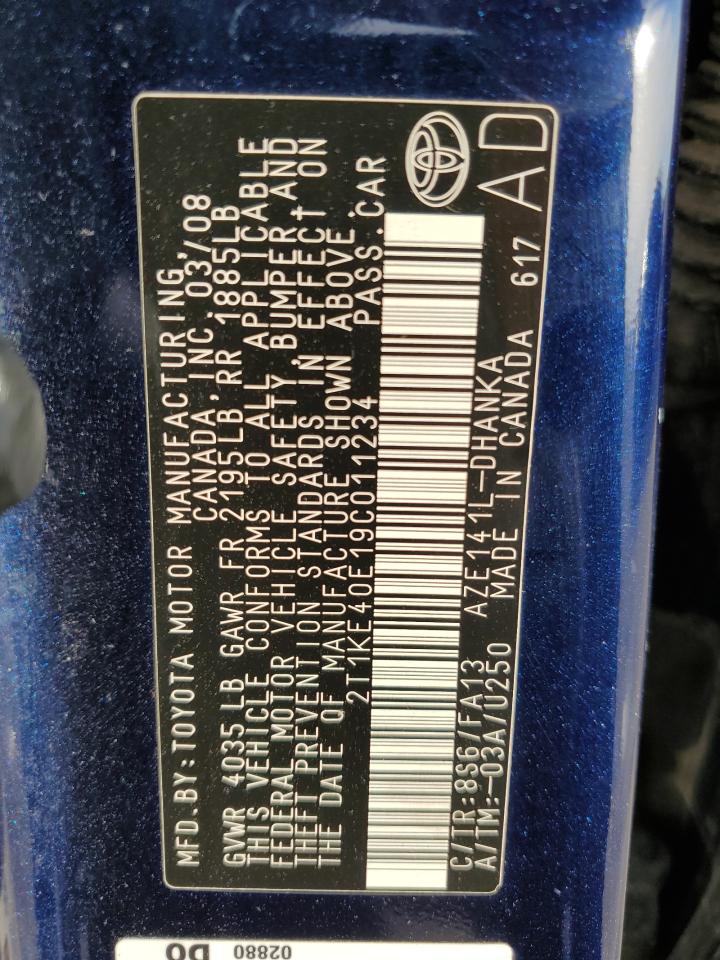 MFD.BY:TOYOTA MOTOR MANUFACTURING,
CANADA, INC. 03/08
GVWR 4035LB GAWR FR 2195LB, RR 1885LB
THIS VEHICLE CONFORMS TO ALL APPLICABLE
FEDERAL MOTOR VEHICLE SAFETY, BUMPER, AND
THEFT PREVENTION STANDARDS IN EFFECT ON
THE DATE OF MANUFACTURE SHOWN ABOVE.
2T1KE40E19C011234 PASS.CAR
C/TR:8S6/FA13 AZE141L-DHANKA
A/TM:-03A/U250 MADE IN CANADA 617 AD
02880